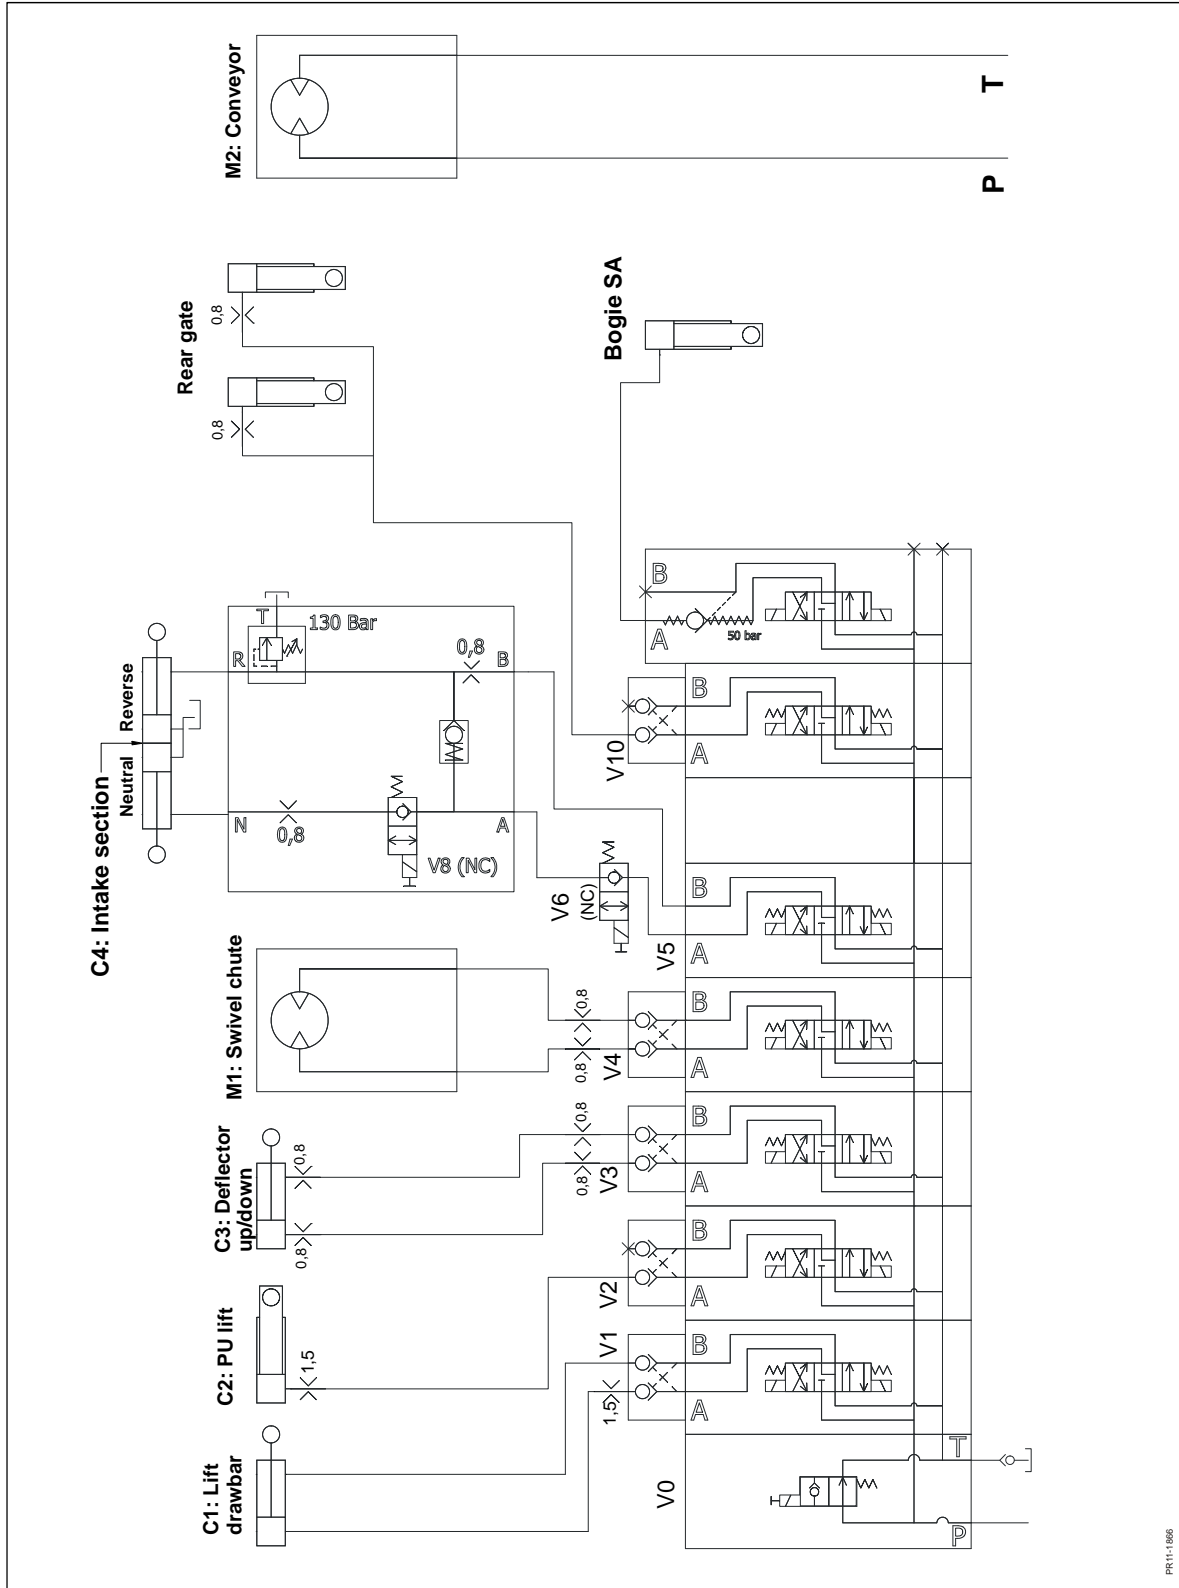 C1: Lift
drawbar
C2: PU lift
C3: Deflector
up/down
M1: Swivel chute
C4: Intake section
Neutral Reverse
Rear gate
M2: Conveyor
1,5
0,8
0,8
0,8
0,8
N
R
T
130 Bar
0,8
0,8
V8 (NC)
A
B
Bogie SA
P
T
1,5
V1
V2
0,8
0,8
V3
0,8
0,8
V4
V5
V6
(NC)
V10
A
B
50 bar
A
B
A
B
A
B
A
B
A
B
A
B
V0
P
T
PR11-1866